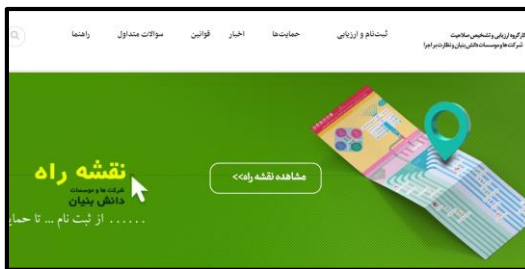 کارگروه ارزیابی و تشخیص صلاحیت
شرکت ها و موسسات دانش بنیان و نظارت بر اجرا
ثبت‌نام و ارزیابی
حمایت‌ها
اخبار
قوانین
سوالات متداول
راهنما
نقشه راه
شرکت ها و موسسات
دانش بنیان
...... از ثبت نام ... تا حمای
مشاهده نقشه راه>>